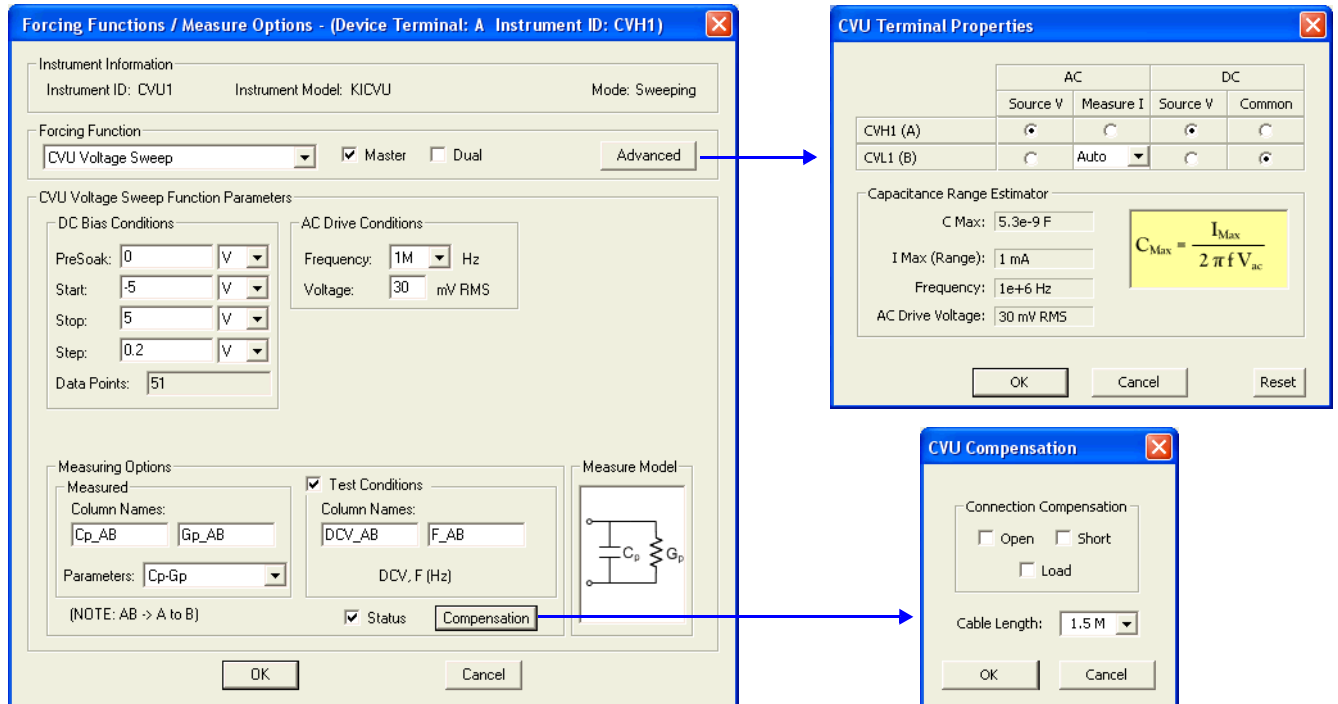 Forcing Functions / Measure Options - (Device Terminal: A Instrument ID: CVH1)
Instrument Information
Instrument ID: CVU1 Instrument Model: KICVU Mode: Sweeping
Forcing Function
CVU Voltage Sweep Master Dual Advanced
CVU Voltage Sweep Function Parameters
DC Bias Conditions
PreSoak: 0 V
Start: -5 V
Stop: 5 V
Step: 0.2 V
Data Points: 51
AC Drive Conditions
Frequency: 1M Hz
Voltage: 30 mV RMS
Measuring Options
Measured
Column Names:
Cp_AB Gp_AB
Parameters: Cp-Gp
(NOTE: AB -> A to B)
Test Conditions
Column Names:
DCV_AB F_AB
DCV, F (Hz)
Status Compensation
Measure Model
Cp Gp
OK Cancel
CVU Terminal Properties
AC DC
Source V Measure I Source V Common
CVH1 (A)
CVL1 (B) Auto
Capacitance Range Estimator
C Max: 5.3e-9 F
I Max (Range): 1 mA
Frequency: 1e+6 Hz
AC Drive Voltage: 30 mV RMS
C_Max = I_Max / 2 π f V_ac
OK Cancel Reset
CVU Compensation
Connection Compensation
Open Short
Load
Cable Length: 1.5 M
OK Cancel